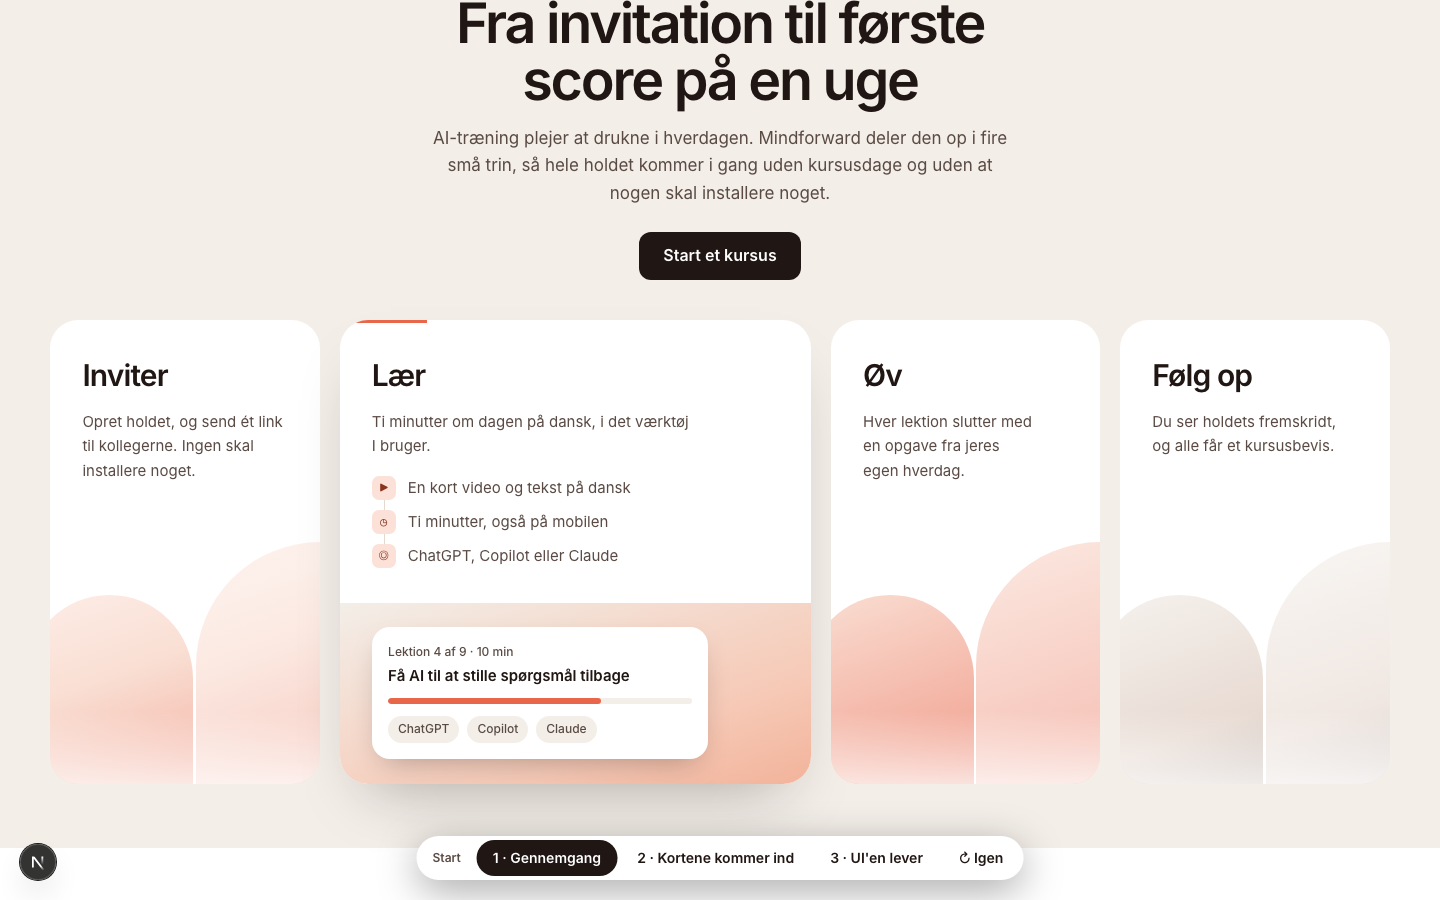 Fra invitation til første
score på en uge
AI-træning plejer at drukne i hverdagen. Mindforward deler den op i fire
små trin, så hele holdet kommer i gang uden kursusdage og uden at
nogen skal installere noget.
Start et kursus
Inviter
Opret holdet, og send ét link
til kollegerne. Ingen skal
installere noget.
Lær
Ti minutter om dagen på dansk, i det værktøj
I bruger.
En kort video og tekst på dansk
Ti minutter, også på mobilen
ChatGPT, Copilot eller Claude
Lektion 4 af 9 · 10 min
Få AI til at stille spørgsmål tilbage
ChatGPT Copilot Claude
Øv
Hver lektion slutter med
en opgave fra jeres
egen hverdag.
Følg op
Du ser holdets fremskridt,
og alle får et kursusbevis.
N
Start 1 · Gennemgang 2 · Kortene kommer ind 3 · UI'en lever ↻ Igen